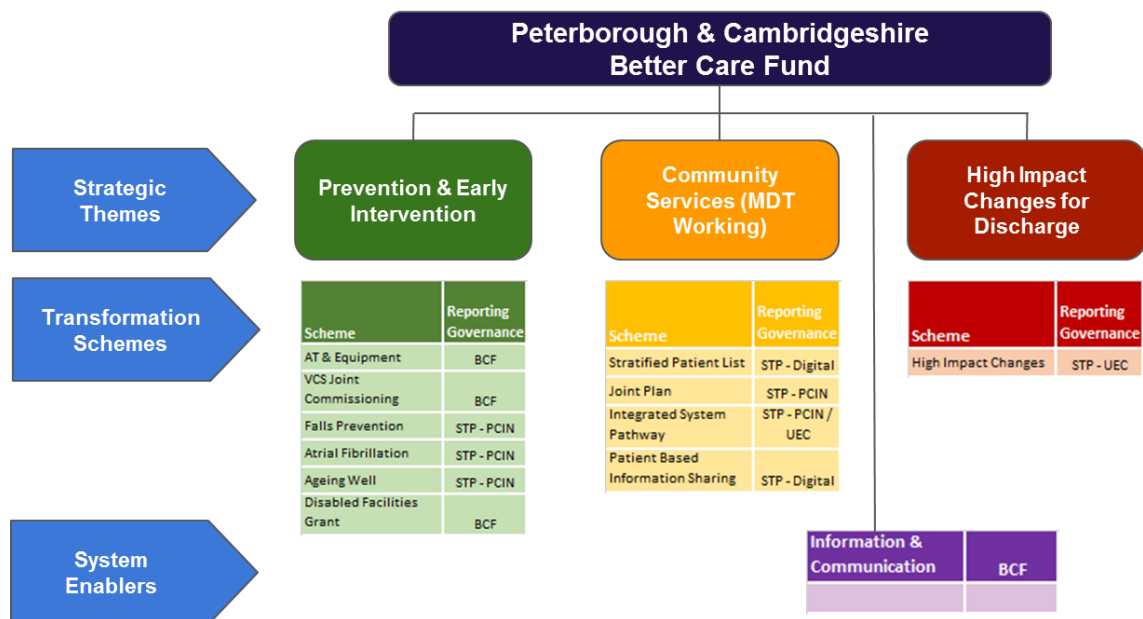 Peterborough & Cambridgeshire
Better Care Fund
Strategic
Themes
Prevention & Early
Intervention
Community
Services (MDT
Working)
High Impact
Changes for
Discharge
Transformation
Schemes
Scheme
Reporting
Governance
AT & Equipment
BCF
VCS Joint
Commissioning
BCF
Falls Prevention
STP - PCIN
Atrial Fibrillation
STP - PCIN
Ageing Well
STP - PCIN
Disabled Facilities
Grant
BCF
Scheme
Reporting
Governance
Stratified Patient List
STP - Digital
Joint Plan
STP - PCIN
Integrated System
Pathway
STP - PCIN /
UEC
Patient Based
Information Sharing
STP - Digital
Scheme
Reporting
Governance
High Impact Changes
STP - UEC
System
Enablers
Information &
Communication
BCF